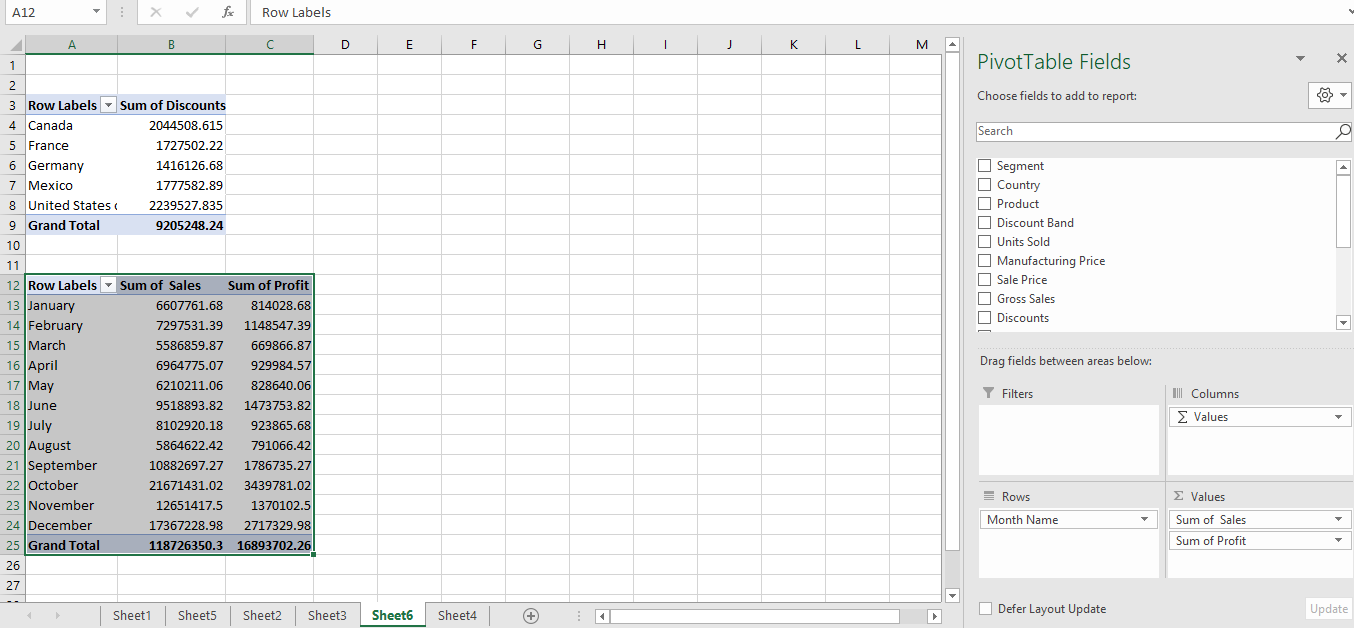 A12 fx Row Labels
A B C D E F G H I J K L M
1
2
3 Row Labels Sum of Discounts
4 Canada 2044508.615
5 France 1727502.22
6 Germany 1416126.68
7 Mexico 1777582.89
8 United States 2239527.835
9 Grand Total 9205248.24
10
11
12 Row Labels Sum of Sales Sum of Profit
13 January 6607761.68 814028.68
14 February 7297531.39 1148547.39
15 March 5586859.87 669866.87
16 April 6964775.07 929984.57
17 May 6210211.06 828640.06
18 June 9518893.82 1473753.82
19 July 8102920.18 923865.68
20 August 5864622.42 791066.42
21 September 10882697.27 1786735.27
22 October 21671431.02 3439781.02
23 November 12651417.5 1370102.5
24 December 17367228.98 2717329.98
25 Grand Total 118726350.3 16893702.26
26
27
Sheet1 Sheet5 Sheet2 Sheet3 Sheet6 Sheet4
PivotTable Fields
Choose fields to add to report:
Search
Segment
Country
Product
Discount Band
Units Sold
Manufacturing Price
Sale Price
Gross Sales
Discounts
Drag fields between areas below:
Filters
Columns
Σ Values
Rows
Month Name
Σ Values
Sum of Sales
Sum of Profit
Defer Layout Update
Update